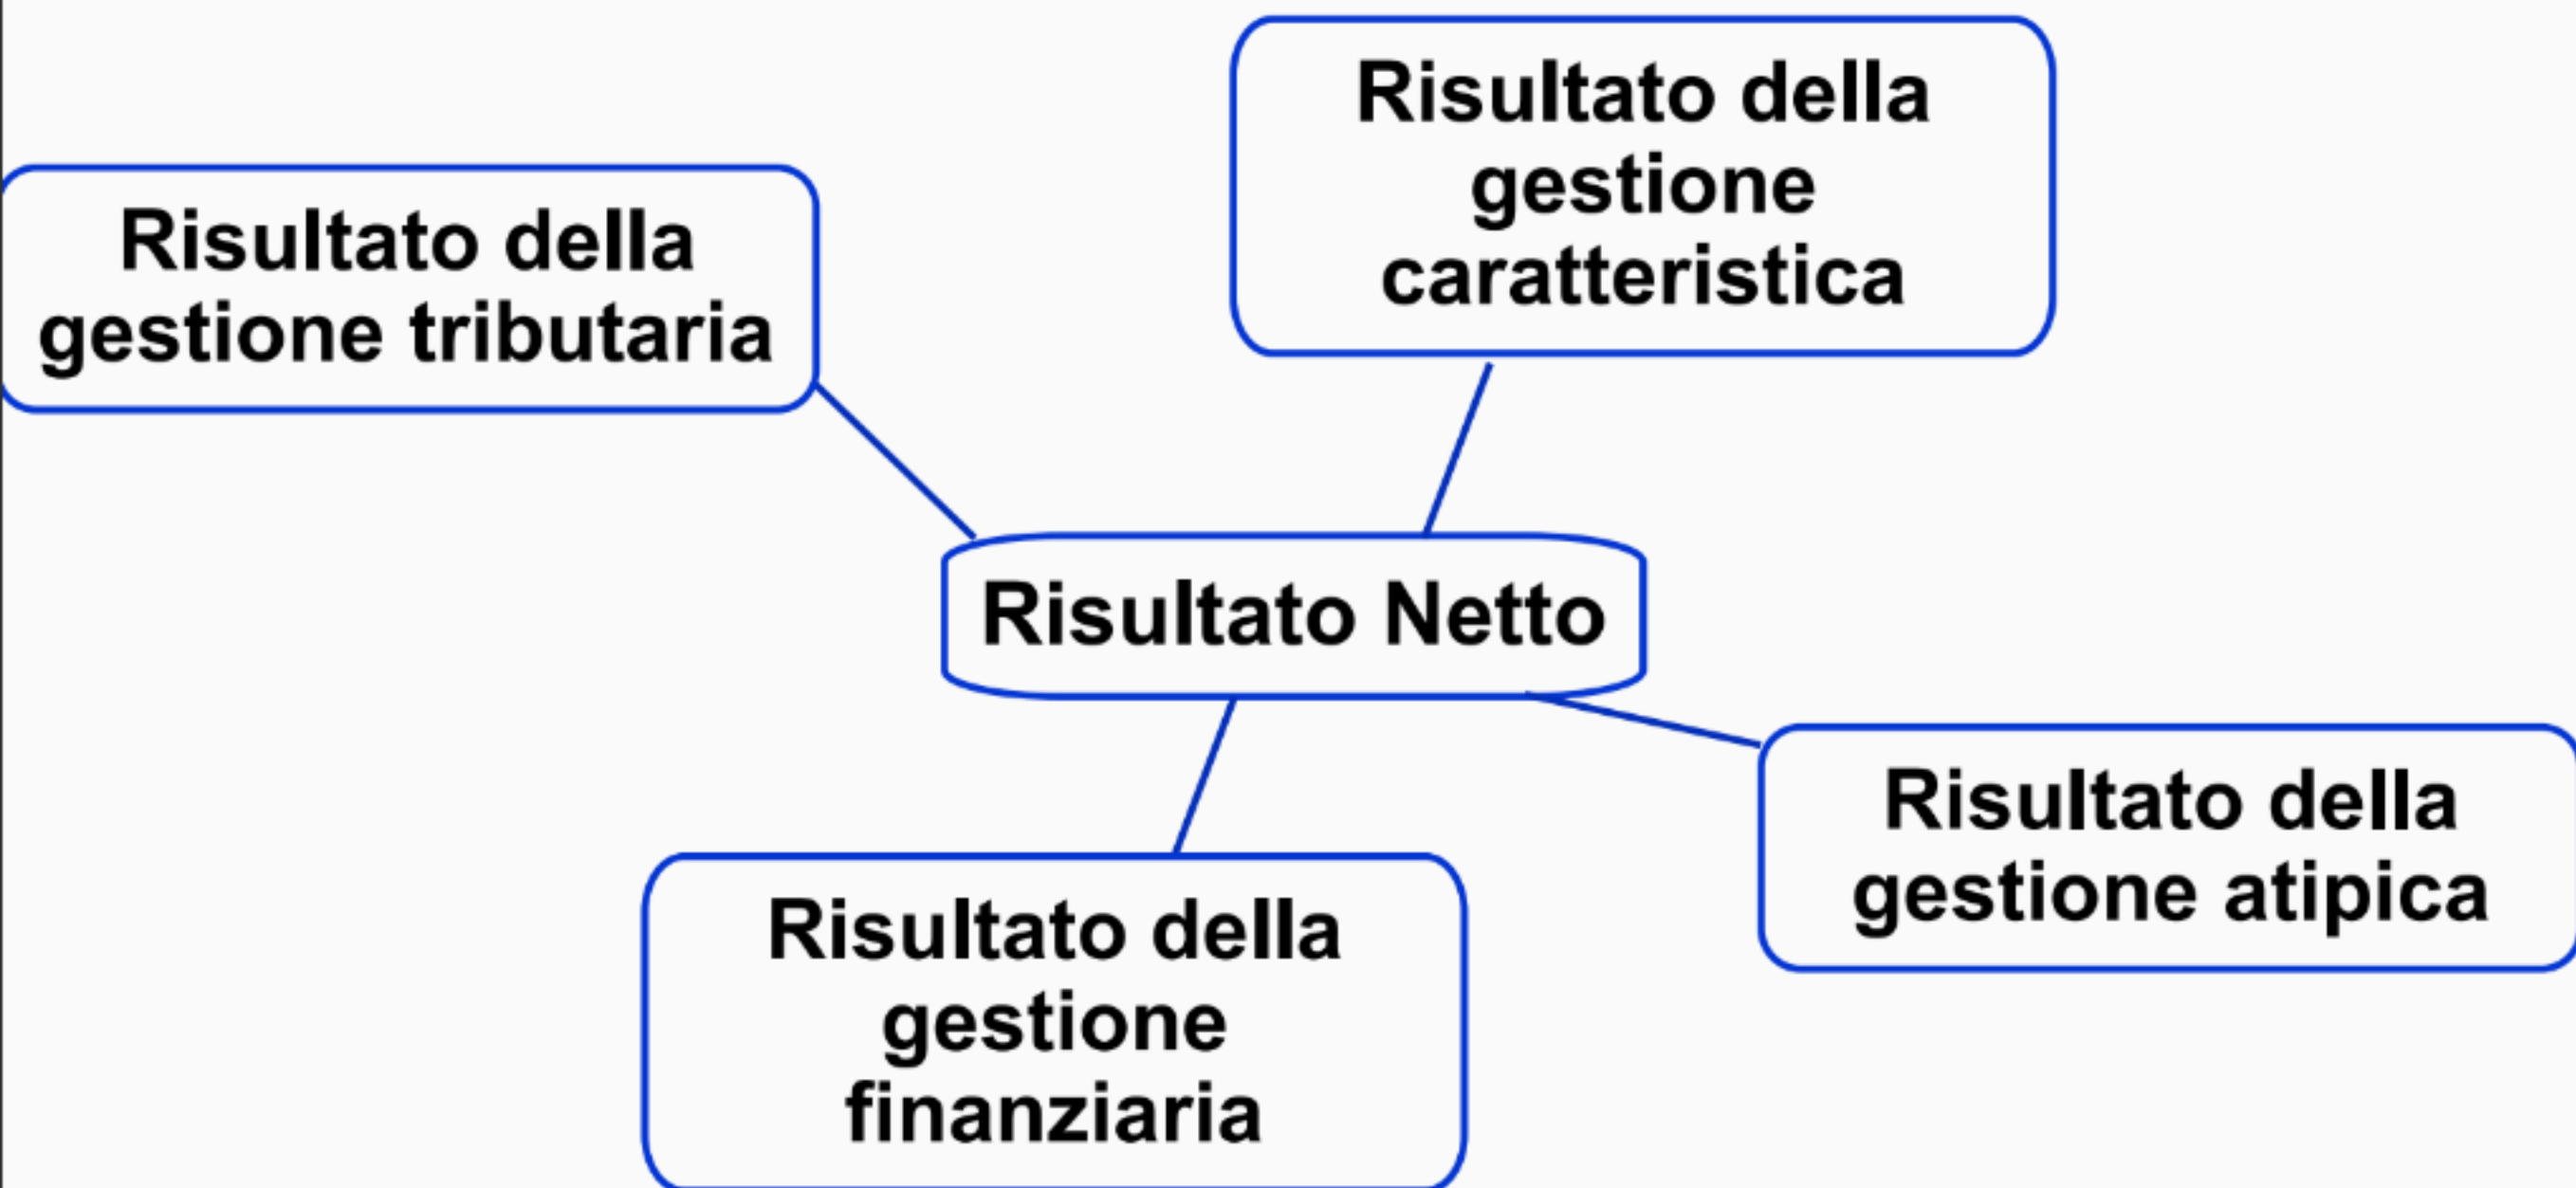 Risultato della
gestione
caratteristica
Risultato della
gestione tributaria
Risultato Netto
Risultato della
gestione atipica
Risultato della
gestione
finanziaria